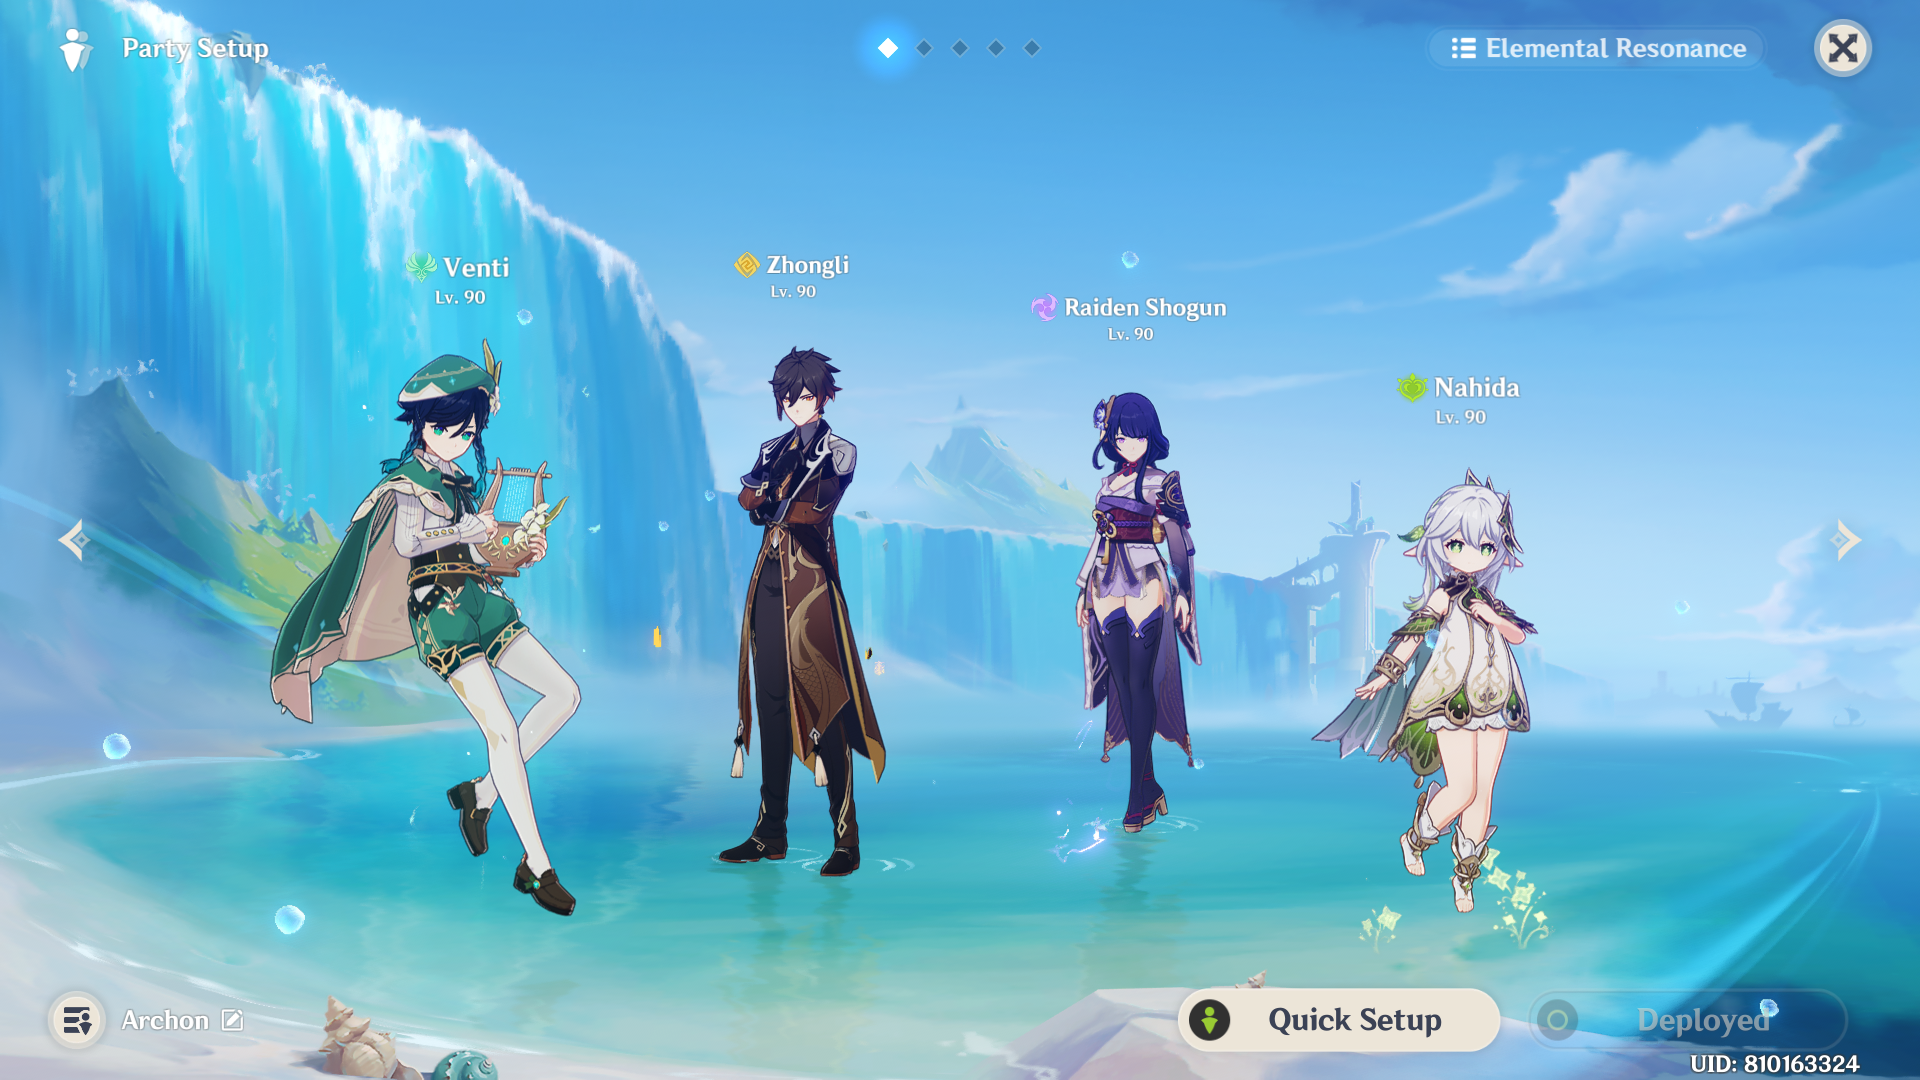 Party Setup
Elemental Resonance
Venti
Lv. 90
Zhongli
Lv. 90
Raiden Shogun
Lv. 90
Nahida
Lv. 90
Archon
Quick Setup
Deployed
UID: 810163324